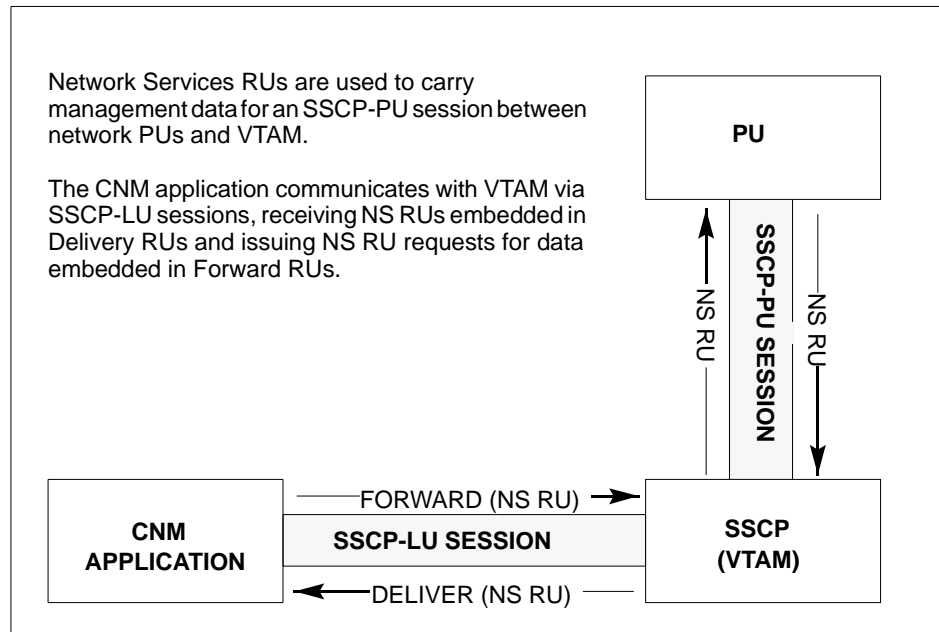 Network Services RUs are used to carry
management data for an SSCP-PU session between
network PUs and VTAM.
The CNM application communicates with VTAM via
SSCP-LU sessions, receiving NS RUs embedded in
Delivery RUs and issuing NS RU requests for data
embedded in Forward RUs.
PU
NS RU
SSCP-PU SESSION
NS RU
CNM
APPLICATION
FORWARD (NS RU)
SSCP-LU SESSION
DELIVER (NS RU)
SSCP
(VTAM)